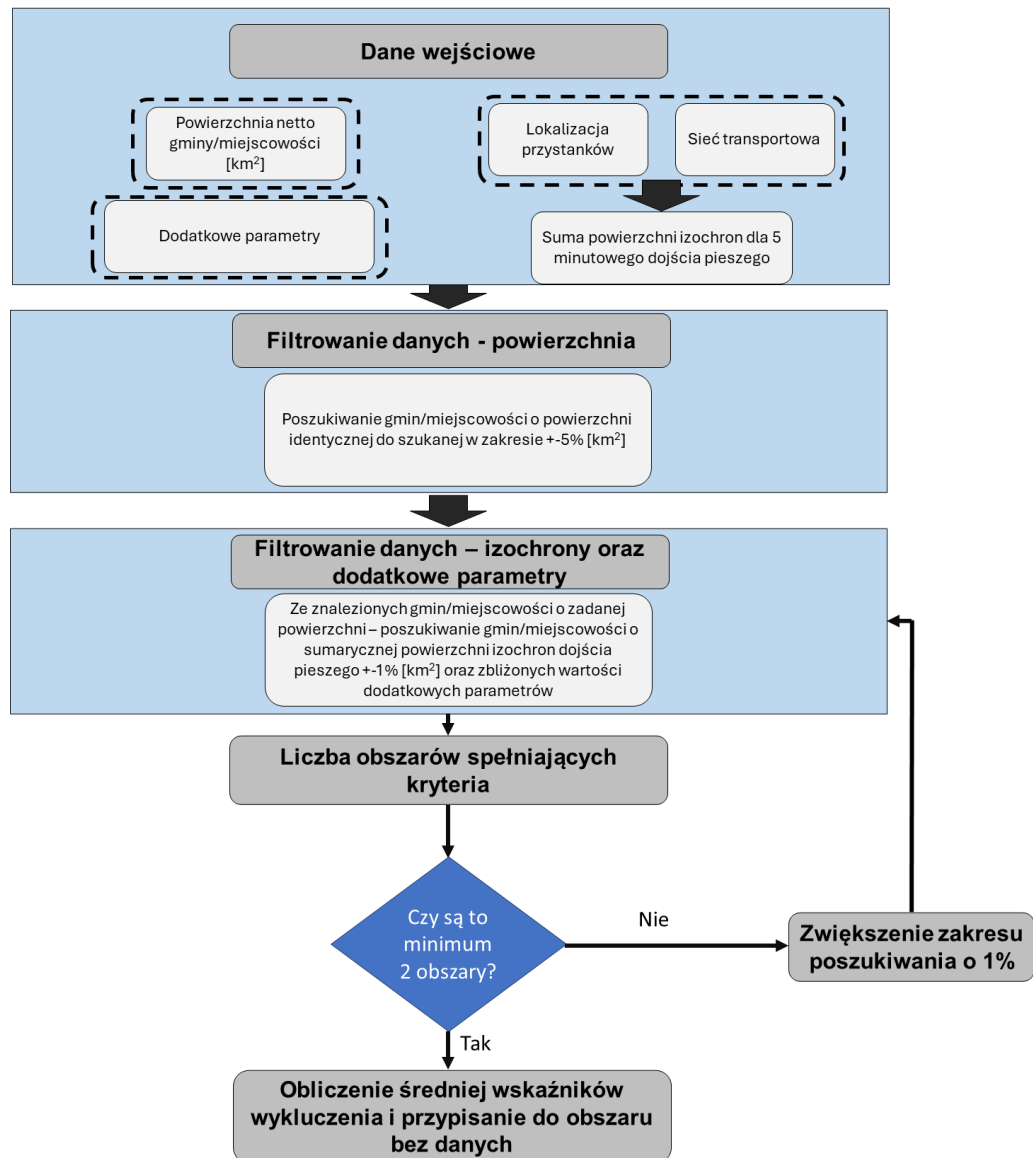 Dane wejściowe
Powierzchnia netto
gminy/miejscowości
[km²]
Dodatkowe parametry
Lokalizacja
przystanków
Sieć transportowa
Suma powierzchni izochron dla 5
minutowego dojścia pieszego
Filtrowanie danych - powierzchnia
Poszukiwanie gmin/miejscowości o powierzchni
identycznej do szukanej w zakresie +-5% [km²]
Filtrowanie danych – izochrony oraz
dodatkowe parametry
Ze znalezionych gmin/miejscowości o zadanej
powierzchni – poszukiwanie gmin/miejscowości o
sumarycznej powierzchni izochron dojścia
pieszego +-1% [km²] oraz zbliżonych wartości
dodatkowych parametrów
Liczba obszarów spełniających
kryteria
Czy są to
minimum
2 obszary?
Nie
Zwiększenie zakresu
poszukiwania o 1%
Tak
Obliczenie średniej wskaźników
wykluczenia i przypisanie do obszaru
bez danych